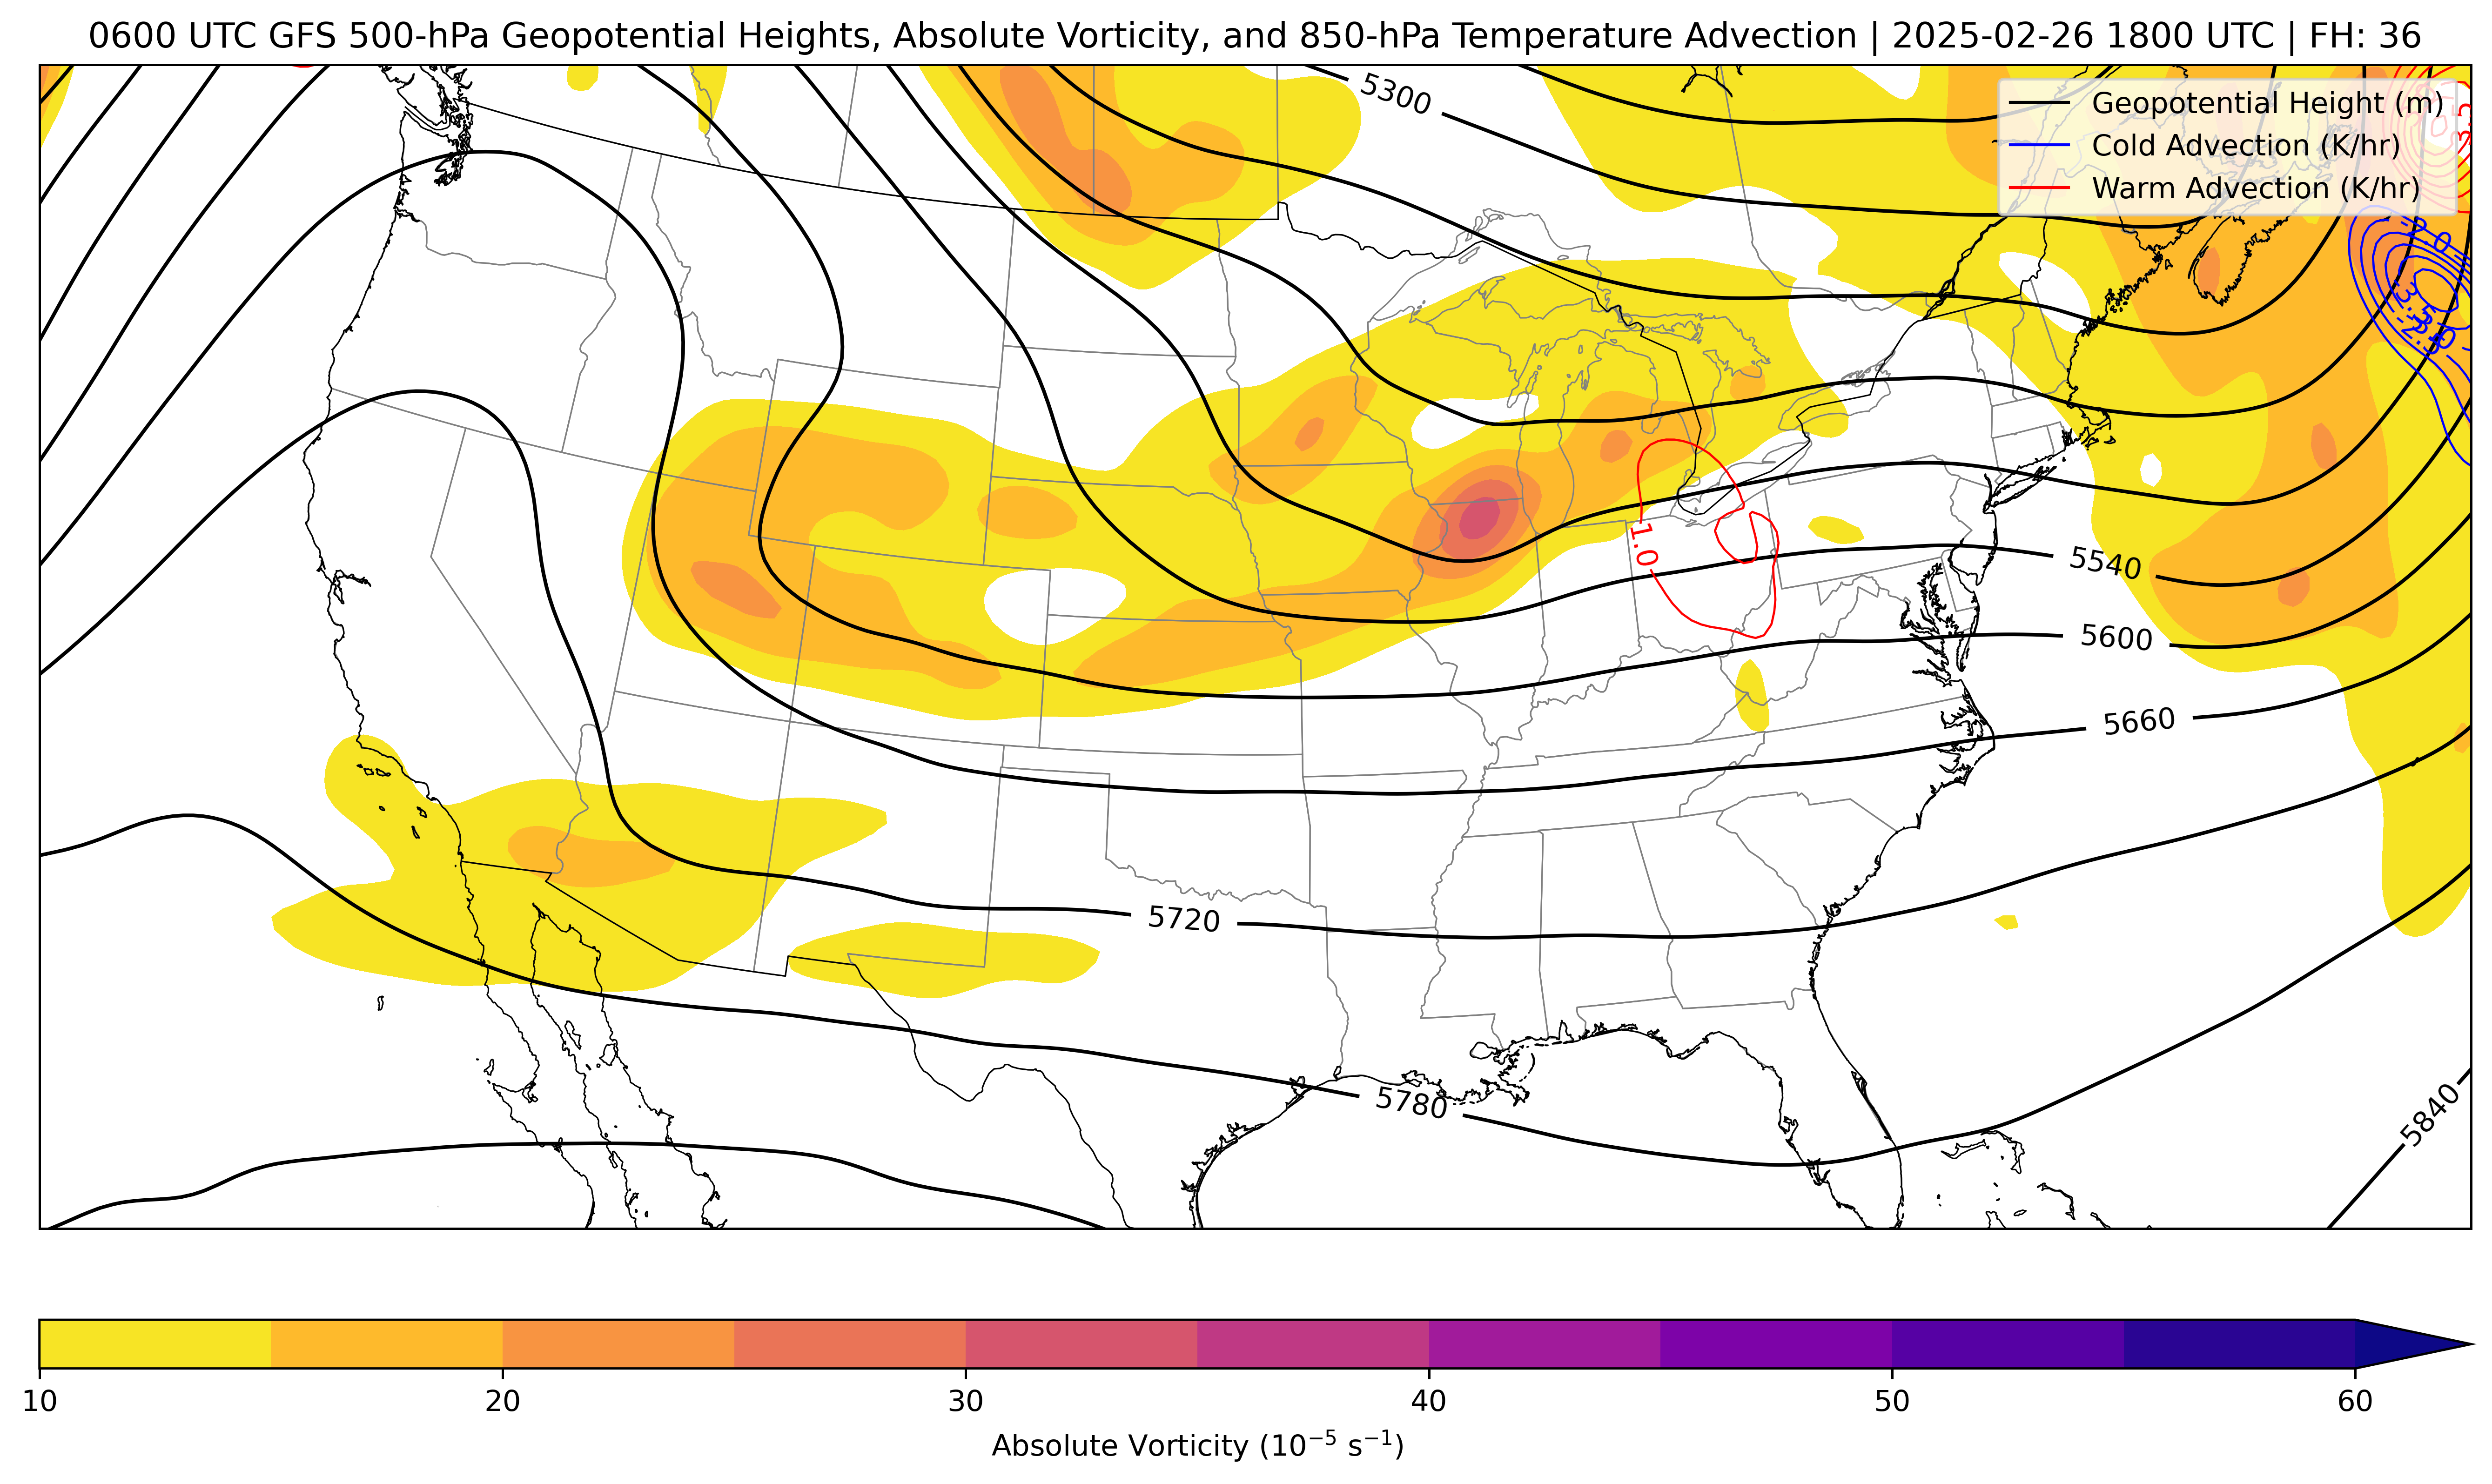 0600 UTC GFS 500-hPa Geopotential Heights, Absolute Vorticity, and 850-hPa Temperature Advection | 2025-02-26 1800 UTC | FH: 36
5300
Geopotential Height (m)
Cold Advection (K/hr)
Warm Advection (K/hr)
1.0
5540
5600
5660
5720
5780
5840
10 20 30 40 50 60
Absolute Vorticity (10⁻⁵ s⁻¹)